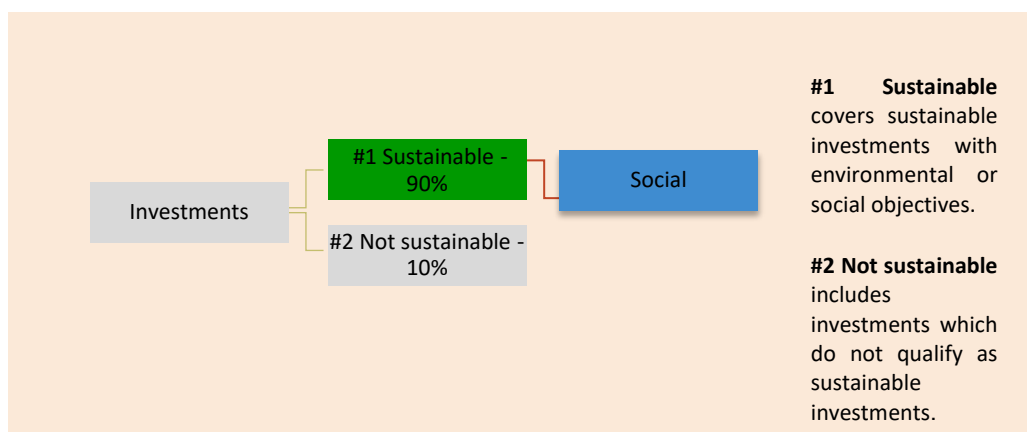 Investments
#1 Sustainable -
90%
#2 Not sustainable -
10%
Social
#1 Sustainable
covers sustainable
investments with
environmental or
social objectives.
#2 Not sustainable
includes
investments which
do not qualify as
sustainable
investments.